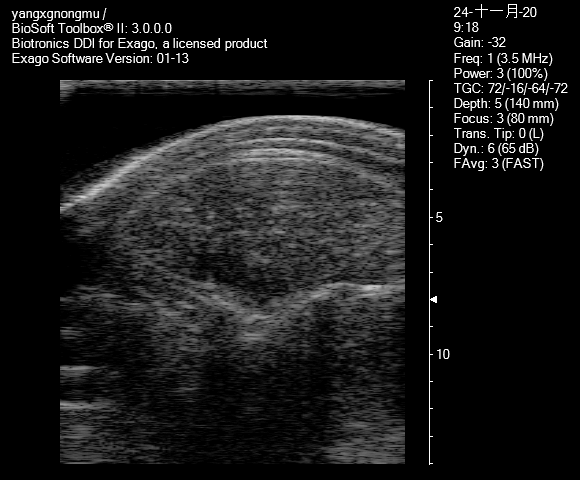 yangxgnongmu /
BioSoft Toolbox® II: 3.0.0.0
Biotronics DDI for Exago, a licensed product
Exago Software Version: 01-13
24-十一月-20
9:18
Gain: -32
Freq: 1 (3.5 MHz)
Power: 3 (100%)
TGC: 72/-16/-64/-72
Depth: 5 (140 mm)
Focus: 3 (80 mm)
Trans. Tip: 0 (L)
Dyn.: 6 (65 dB)
FAvg: 3 (FAST)
5
10